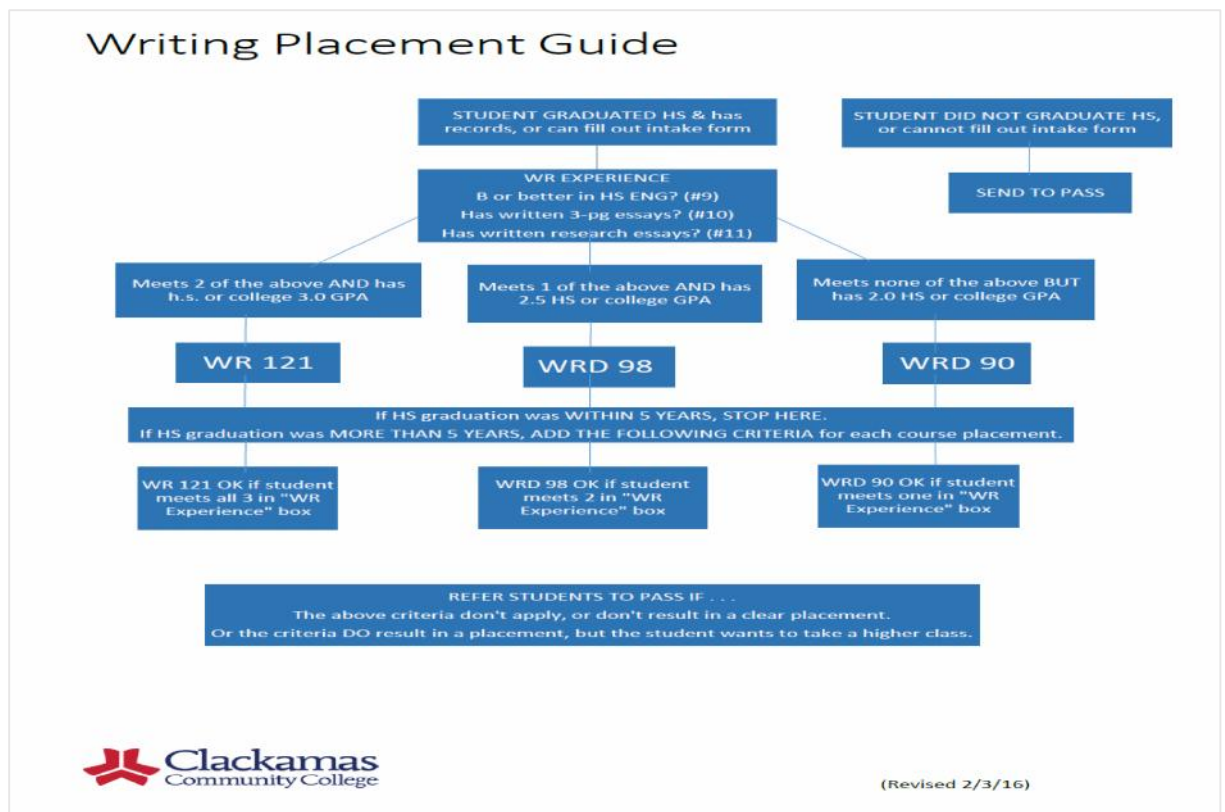 Writing Placement Guide
STUDENT GRADUATED HS & has
records, or can fill out intake form
STUDENT DID NOT GRADUATE HS,
or cannot fill out intake form
WR EXPERIENCE
B or better in HS ENG? (#9)
Has written 3-pg essays? (#10)
Has written research essays? (#11)
SEND TO PASS
Meets 2 of the above AND has
h.s. or college 3.0 GPA
Meets 1 of the above AND has
2.5 HS or college GPA
Meets none of the above BUT
has 2.0 HS or college GPA
WR 121
WRD 98
WRD 90
If HS graduation was WITHIN 5 YEARS, STOP HERE.
If HS graduation was MORE THAN 5 YEARS, ADD THE FOLLOWING CRITERIA for each course placement.
WR 121 OK if student
meets all 3 in "WR
Experience" box
WRD 98 OK if student
meets 2 in "WR
Experience" box
WRD 90 OK if student
meets one in "WR
Experience" box
REFER STUDENTS TO PASS IF . . .
The above criteria don't apply, or don't result in a clear placement.
Or the criteria DO result in a placement, but the student wants to take a higher class.
Clackamas
Community College
(Revised 2/3/16)